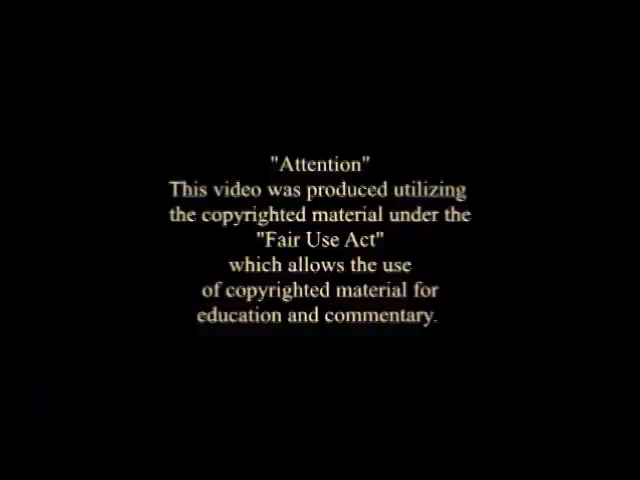 "Attention"
This video was produced utilizing
the copyrighted material under the
"Fair Use Act"
which allows the use
of copyrighted material for
education and commentary.